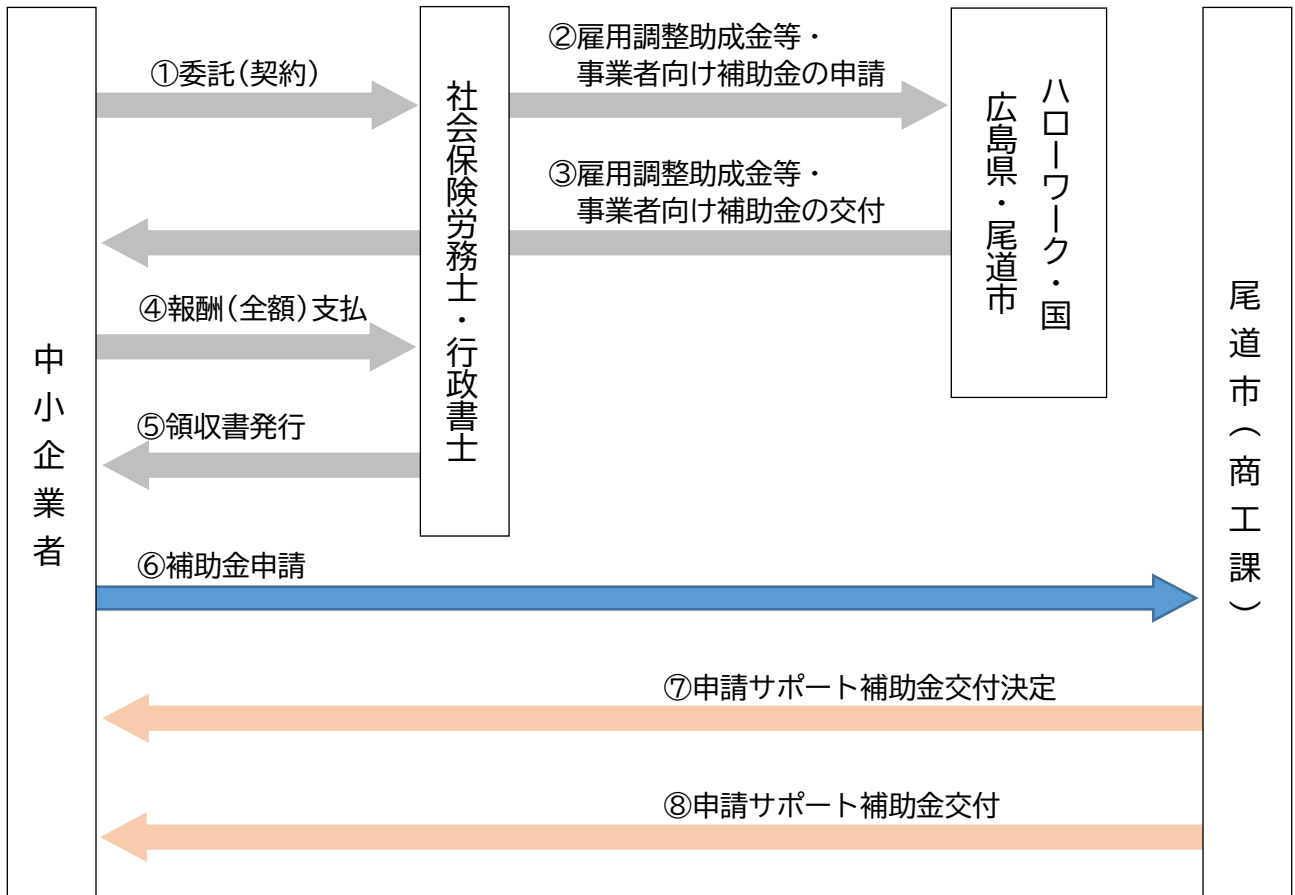 ①委託（契約）
②雇用調整助成金等・
事業者向け補助金の申請
③雇用調整助成金等・
事業者向け補助金の交付
④報酬（全額）支払
⑤領収書発行
⑥補助金申請
⑦申請サポート補助金交付決定
⑧申請サポート補助金交付
中小企業者
社会保険労務士・行政書士
ハローワーク・国
広島県・尾道市
尾道市（商工課）